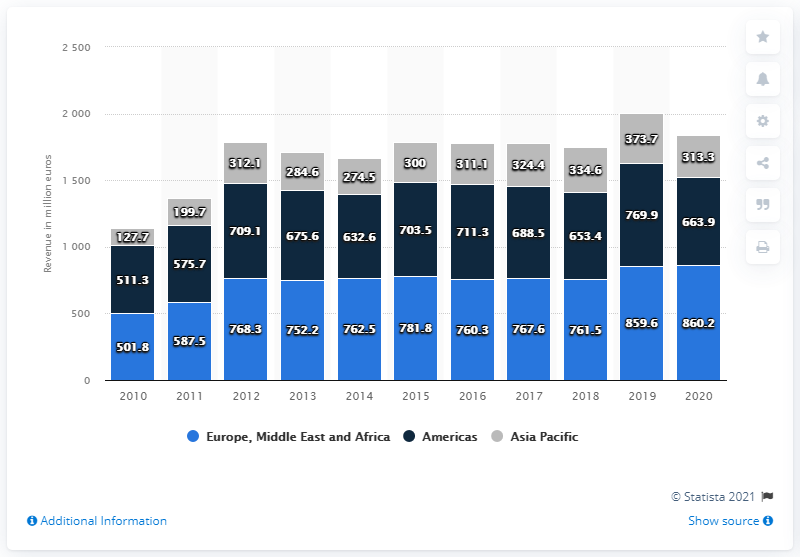 2 500
2 000
1 500
1 000
500
0
Revenue in million euros
127.7 199.7 312.1 284.6 274.5 300 311.1 324.4 334.6 373.7 313.3
511.3 575.7 709.1 675.6 632.6 703.5 711.3 688.5 653.4 769.9 663.9
501.8 587.5 768.3 752.2 762.5 781.8 760.3 767.6 761.5 859.6 860.2
2010 2011 2012 2013 2014 2015 2016 2017 2018 2019 2020
Europe, Middle East and Africa Americas Asia Pacific
© Statista 2021
Additional Information Show source